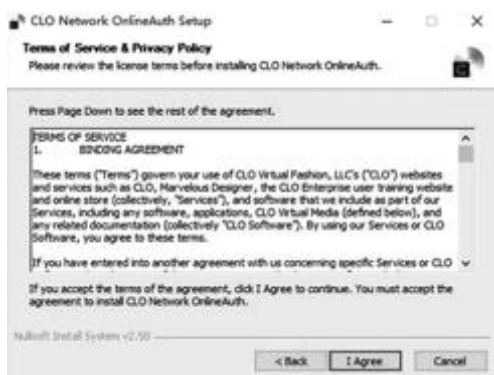 CLO Network OnlineAuth Setup
Terms of Service & Privacy Policy
Please review the license terms before installing CLO Network OnlineAuth.
Press Page Down to see the rest of the agreement.
TERMS OF SERVICE
1. BINDING AGREEMENT
These terms ("Terms") govern your use of CLO Virtual Fashion, LLC's ("CLO") websites
and services such as CLO, Marvelous Designer, the CLO Enterprise user training website
and online store (collectively, "Services"), and software that we include as part of our
Services, including any software, applications, CLO Virtual Media (defined below), and
any related documentation (collectively "CLO Software"). By using our Services or CLO
Software, you agree to these terms.
If you have entered into another agreement with us concerning specific Services or CLO
If you accept the terms of the agreement, click I Agree to continue. You must accept the
agreement to install CLO Network OnlineAuth.
Nullsoft Install System v2.50
< Back
I Agree
Cancel